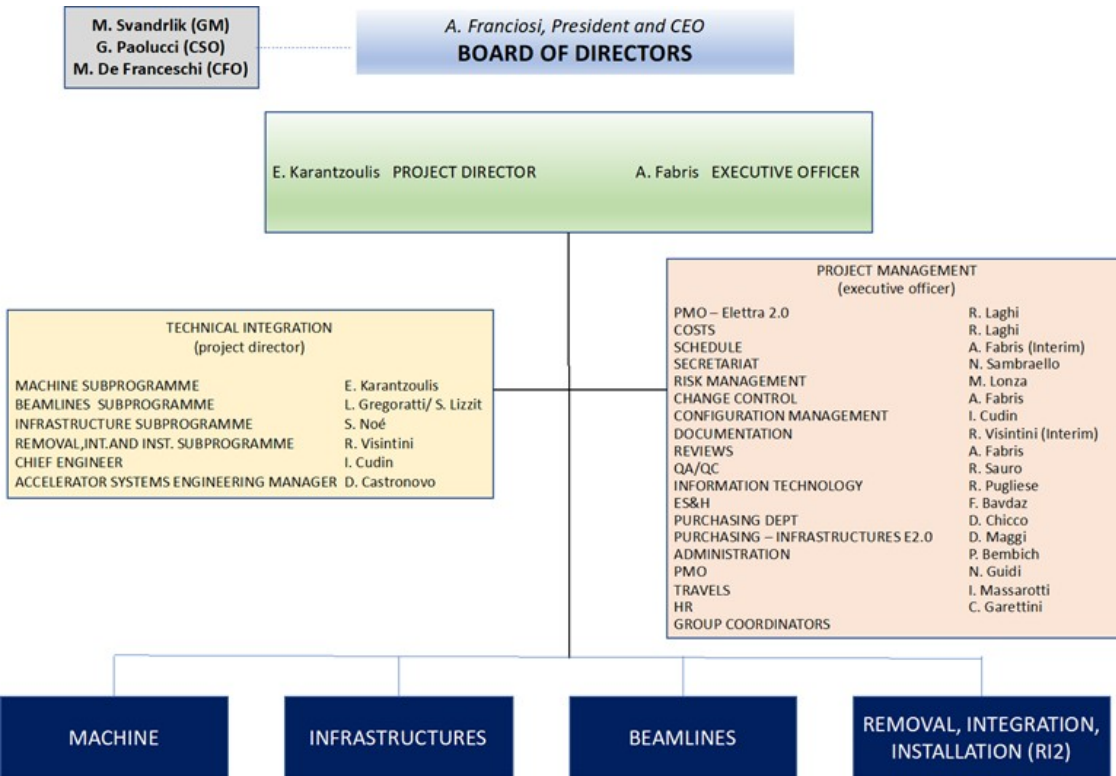 M. Svandrlik (GM)
G. Paolucci (CSO)
M. De Franceschi (CFO)
A. Franciosi, President and CEO
BOARD OF DIRECTORS
E. Karantzoulis PROJECT DIRECTOR
A. Fabris EXECUTIVE OFFICER
TECHNICAL INTEGRATION
(project director)
MACHINE SUBPROGRAMME E. Karantzoulis
BEAMLINES SUBPROGRAMME L. Gregoratti/ S. Lizzit
INFRASTRUCTURE SUBPROGRAMME S. Noé
REMOVAL,INT.AND INST. SUBPROGRAMME R. Visintini
CHIEF ENGINEER I. Cudin
ACCELERATOR SYSTEMS ENGINEERING MANAGER D. Castronovo
PROJECT MANAGEMENT
(executive officer)
PMO – Elettra 2.0 R. Laghi
COSTS R. Laghi
SCHEDULE A. Fabris (Interim)
SECRETARIAT N. Sambraello
RISK MANAGEMENT M. Lonza
CHANGE CONTROL A. Fabris
CONFIGURATION MANAGEMENT I. Cudin
DOCUMENTATION R. Visintini (Interim)
REVIEWS A. Fabris
QA/QC R. Sauro
INFORMATION TECHNOLOGY R. Pugliese
ES&H F. Bavdaz
PURCHASING DEPT D. Chicco
PURCHASING – INFRASTRUCTURES E2.0 D. Maggi
ADMINISTRATION P. Bembich
PMO N. Guidi
TRAVELS I. Massarotti
HR C. Garettini
GROUP COORDINATORS
MACHINE
INFRASTRUCTURES
BEAMLINES
REMOVAL, INTEGRATION,
INSTALLATION (RI2)